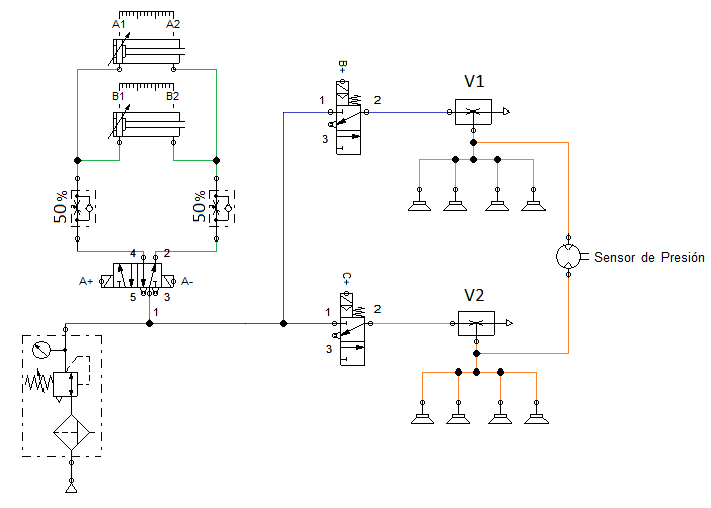 A1 A2
B1 B2
B+
V1
1 2
3
50%
50%
4 2
A+ A-
5 3
1
Sensor de Presión
C+
V2
1 2
3